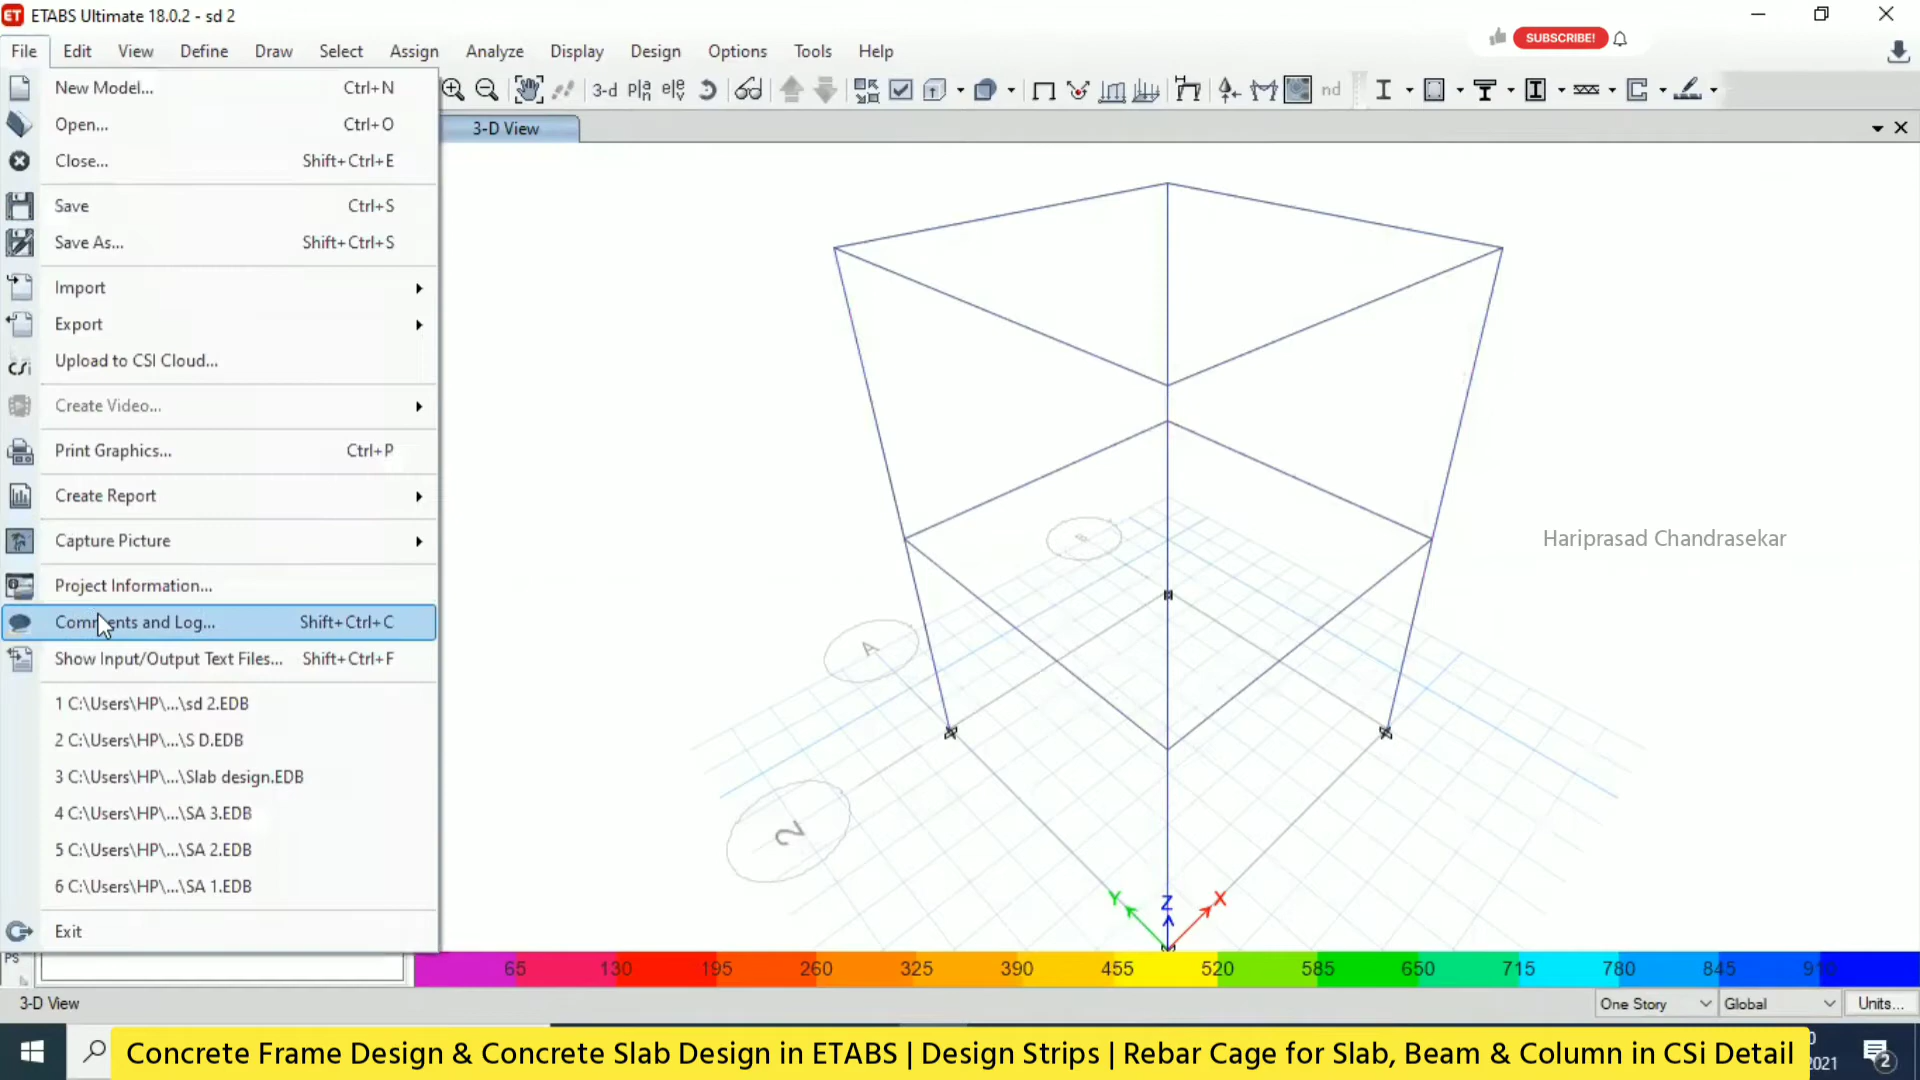 ETABS Ultimate 18.0.2 - sd 2
SUBSCRIBE!
File Edit View Define Draw Select Assign Analyze Display Design Options Tools Help
3-d
nd
New Model... Ctrl+N
Open... Ctrl+O
Close... Shift+Ctrl+E
Save Ctrl+S
Save As... Shift+Ctrl+S
Import
Export
Upload to CSI Cloud...
Create Video...
Print Graphics... Ctrl+P
Create Report
Capture Picture
Project Information...
Comments and Log... Shift+Ctrl+C
Show Input/Output Text Files... Shift+Ctrl+F
1 C:\Users\HP\...\sd 2.EDB
2 C:\Users\HP\...\S D.EDB
3 C:\Users\HP\...\Slab design.EDB
4 C:\Users\HP\...\SA 3.EDB
5 C:\Users\HP\...\SA 2.EDB
6 C:\Users\HP\...\SA 1.EDB
Exit
3-D View
B
A
2
Y Z X
Hariprasad Chandrasekar
65 130 195 260 325 390 455 520 585 650 715 780 845 910
3-D View
One Story Global Units...
Concrete Frame Design & Concrete Slab Design in ETABS | Design Strips | Rebar Cage for Slab, Beam & Column in CSi Detail
2021
2